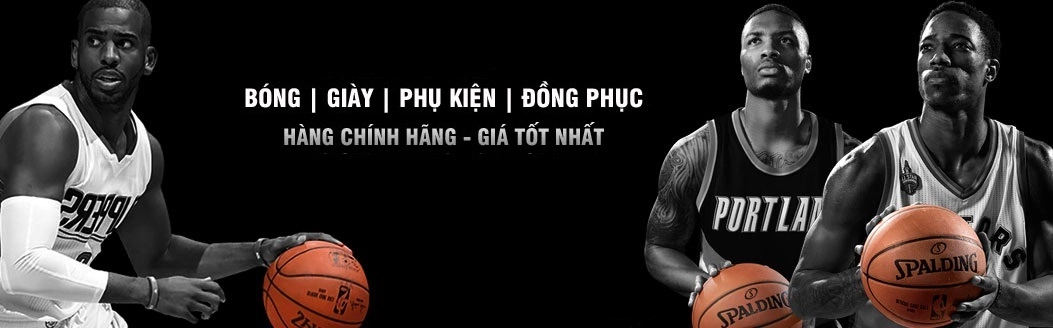 BÓNG | GIÀY | PHỤ KIỆN | ĐỒNG PHỤC
HÀNG CHÍNH HÃNG - GIÁ TỐT NHẤT
PORTLA
SPALDING
SPALDING